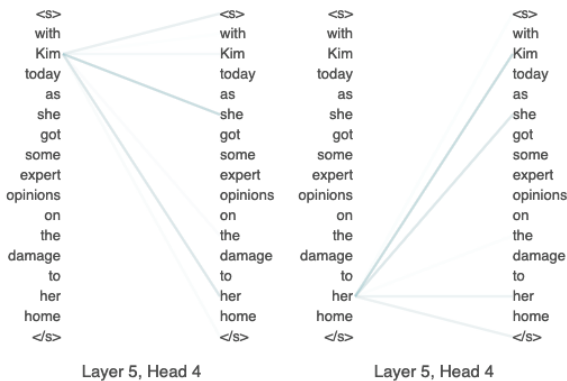 <s> <s> <s> <s>
with with with with
Kim Kim Kim Kim
today today today today
as as as as
she she she she
got got got got
some some some some
expert expert expert expert
opinions opinions opinions opinions
on on on on
the the the the
damage damage damage damage
to to to to
her her her her
home home home home
</s> </s> </s> </s>
Layer 5, Head 4 Layer 5, Head 4